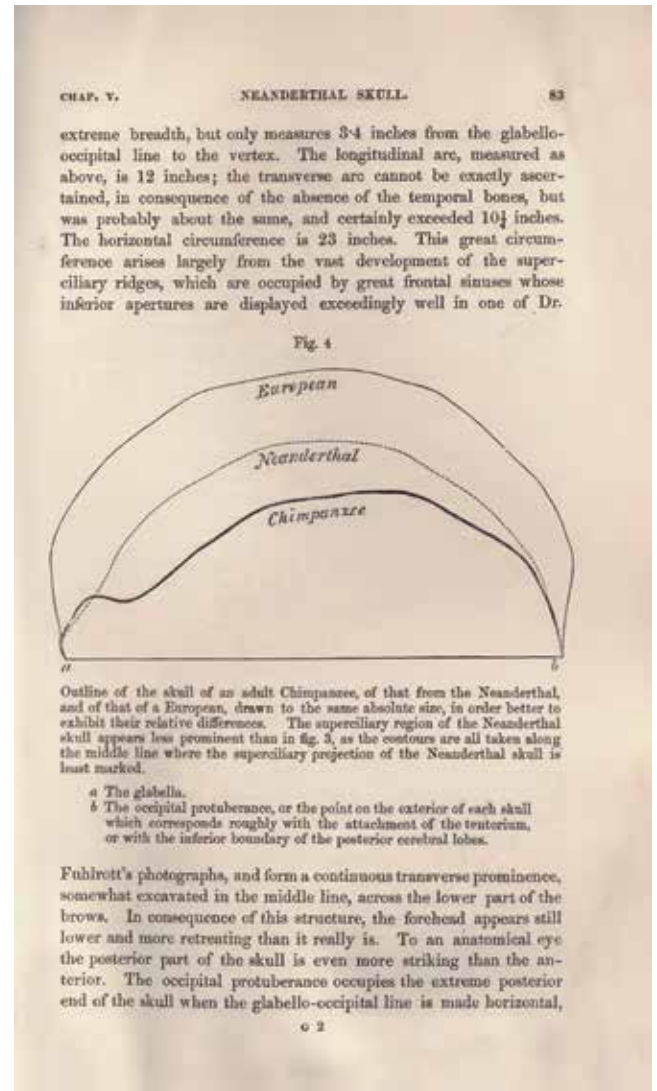 CHAP. V.
NEANDERTHAL SKULL.
83
extreme breadth, but only measures 3·4 inches from the glabello-
occipital line to the vertex. The longitudinal arc, measured as
above, is 12 inches; the transverse arc cannot be exactly ascer-
tained, in consequence of the absence of the temporal bones, but
was probably about the same, and certainly exceeded 10¼ inches.
The horizontal circumference is 23 inches. This great circum-
ference arises largely from the vast development of the super-
ciliary ridges, which are occupied by great frontal sinuses whose
inferior apertures are displayed exceedingly well in one of Dr.
Fig. 4
European
Neanderthal
Chimpanzee
a
b
Outline of the skull of an adult Chimpanzee, of that from the Neanderthal,
and of that of a European, drawn to the same absolute size, in order better to
exhibit their relative differences. The superciliary region of the Neanderthal
skull appears less prominent than in fig. 3, as the contours are all taken along
the middle line where the superciliary projection of the Neanderthal skull is
least marked.
a The glabella.
b The occipital protuberance, or the point on the exterior of each skull
which corresponds roughly with the attachment of the tentorium,
or with the inferior boundary of the posterior cerebral lobes.
Fuhlrott's photographs, and form a continuous transverse prominence,
somewhat excavated in the middle line, across the lower part of the
brows. In consequence of this structure, the forehead appears still
lower and more retreating than it really is. To an anatomical eye
the posterior part of the skull is even more striking than the an-
terior. The occipital protuberance occupies the extreme posterior
end of the skull when the glabello-occipital line is made horizontal,
G 2